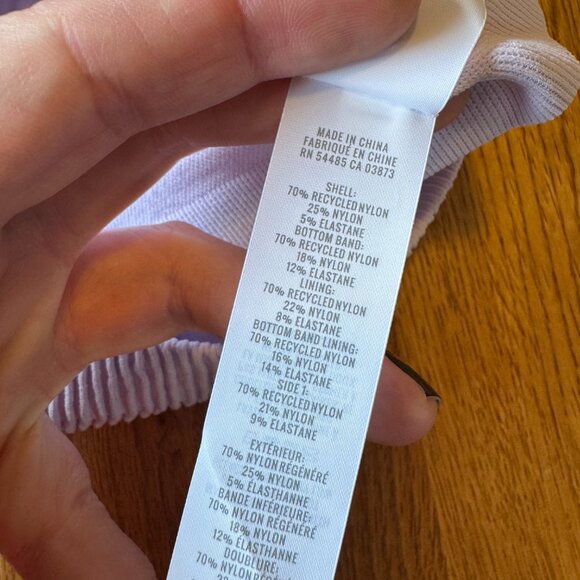 MADE IN CHINA
FABRIQUÉ EN CHINE
RN 54485 CA 03873
SHELL:
70% RECYCLED NYLON
25% NYLON
5% ELASTANE
BOTTOM BAND:
70% RECYCLED NYLON
18% NYLON
12% ELASTANE
LINING:
70% RECYCLED NYLON
22% NYLON
8% ELASTANE
BOTTOM BAND LINING:
70% RECYCLED NYLON
16% NYLON
14% ELASTANE
SIDE 1:
70% RECYCLED NYLON
21% NYLON
9% ELASTANE
EXTÉRIEUR:
70% NYLON RÉGÉNÉRÉ
25% NYLON
5% ÉLASTHANNE
BANDE INFÉRIEURE:
70% NYLON RÉGÉNÉRÉ
18% NYLON
12% ÉLASTHANNE
DOUBLURE:
70% NYLON